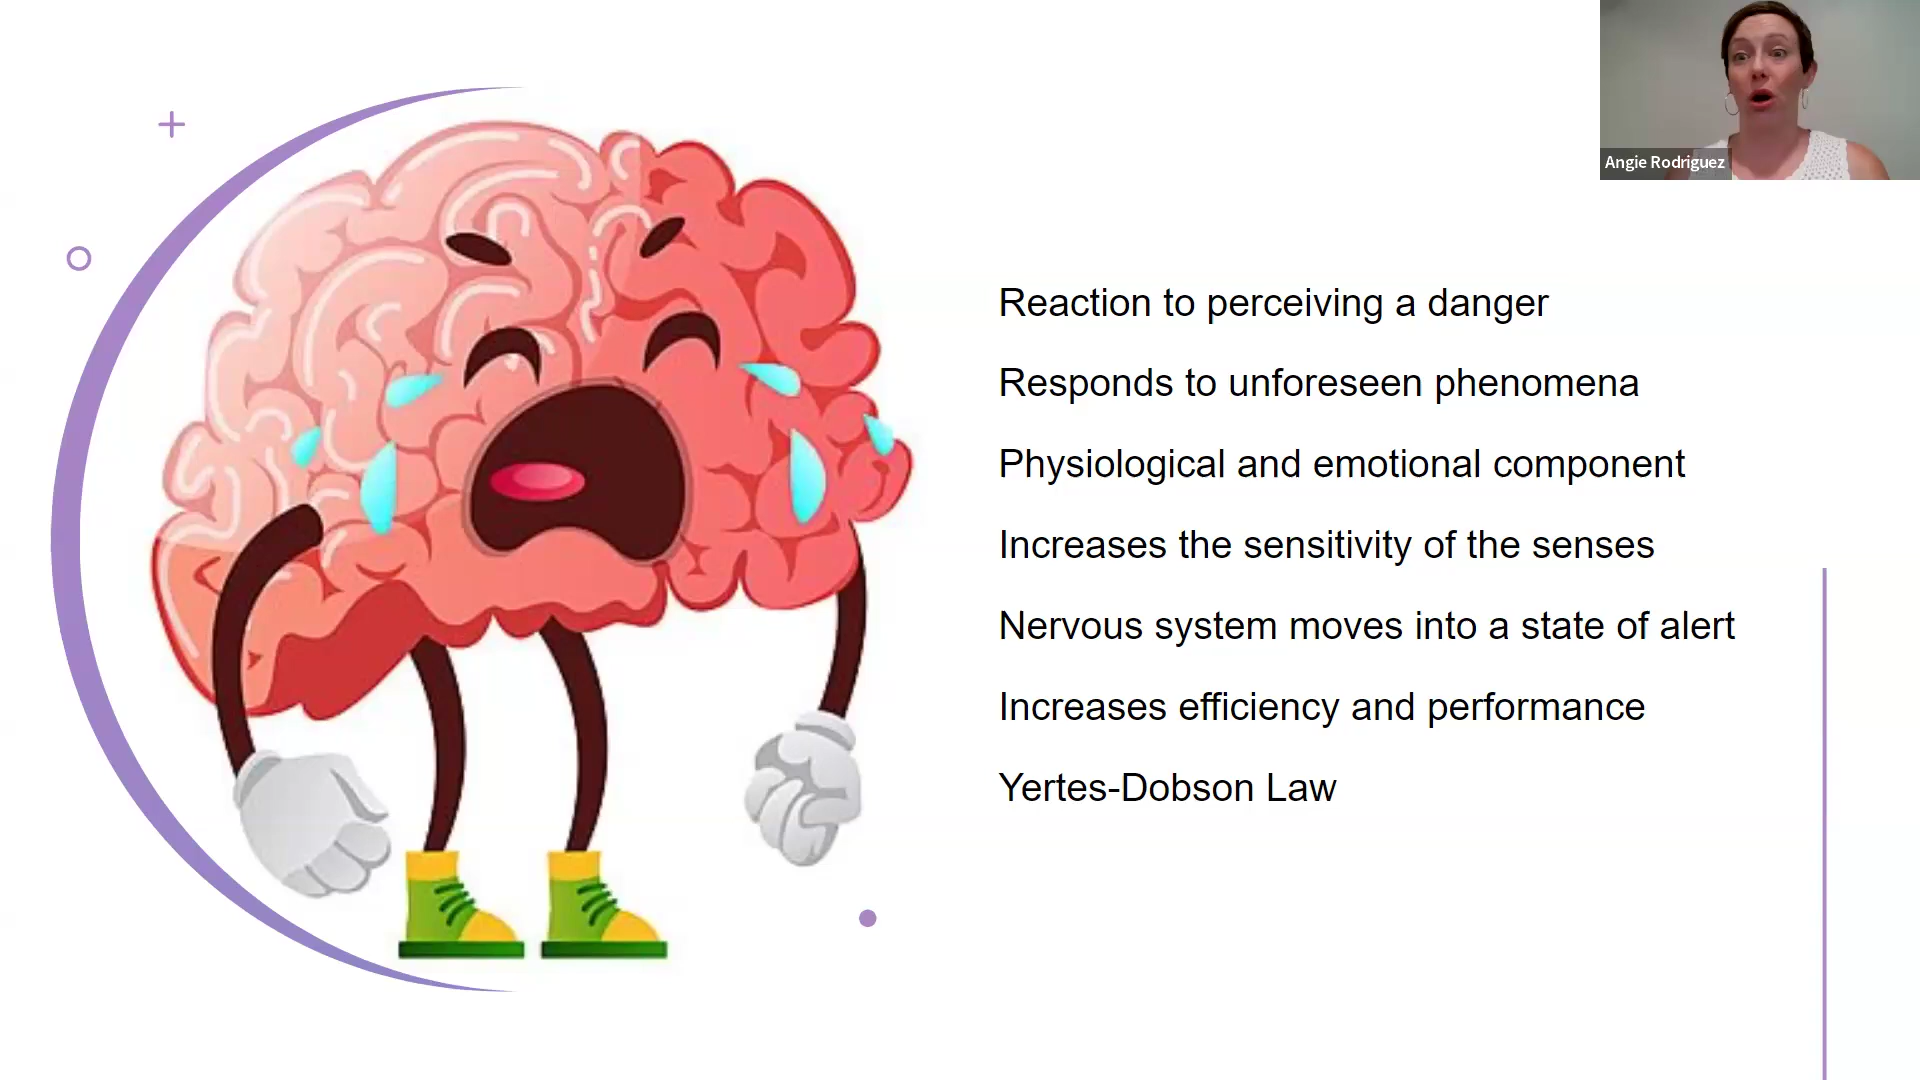 Angie Rodriguez
Reaction to perceiving a danger
Responds to unforeseen phenomena
Physiological and emotional component
Increases the sensitivity of the senses
Nervous system moves into a state of alert
Increases efficiency and performance
Yertes-Dobson Law